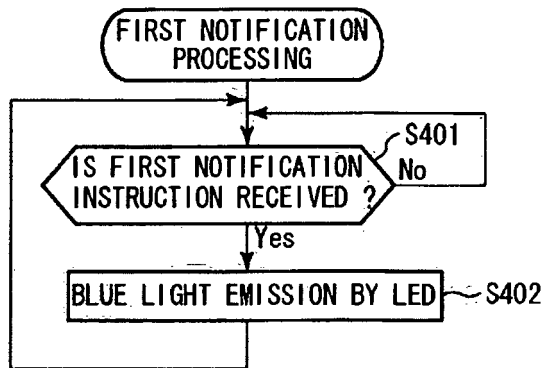 FIRST NOTIFICATION
PROCESSING
S401
IS FIRST NOTIFICATION
INSTRUCTION RECEIVED ?
No
Yes
BLUE LIGHT EMISSION BY LED
S402